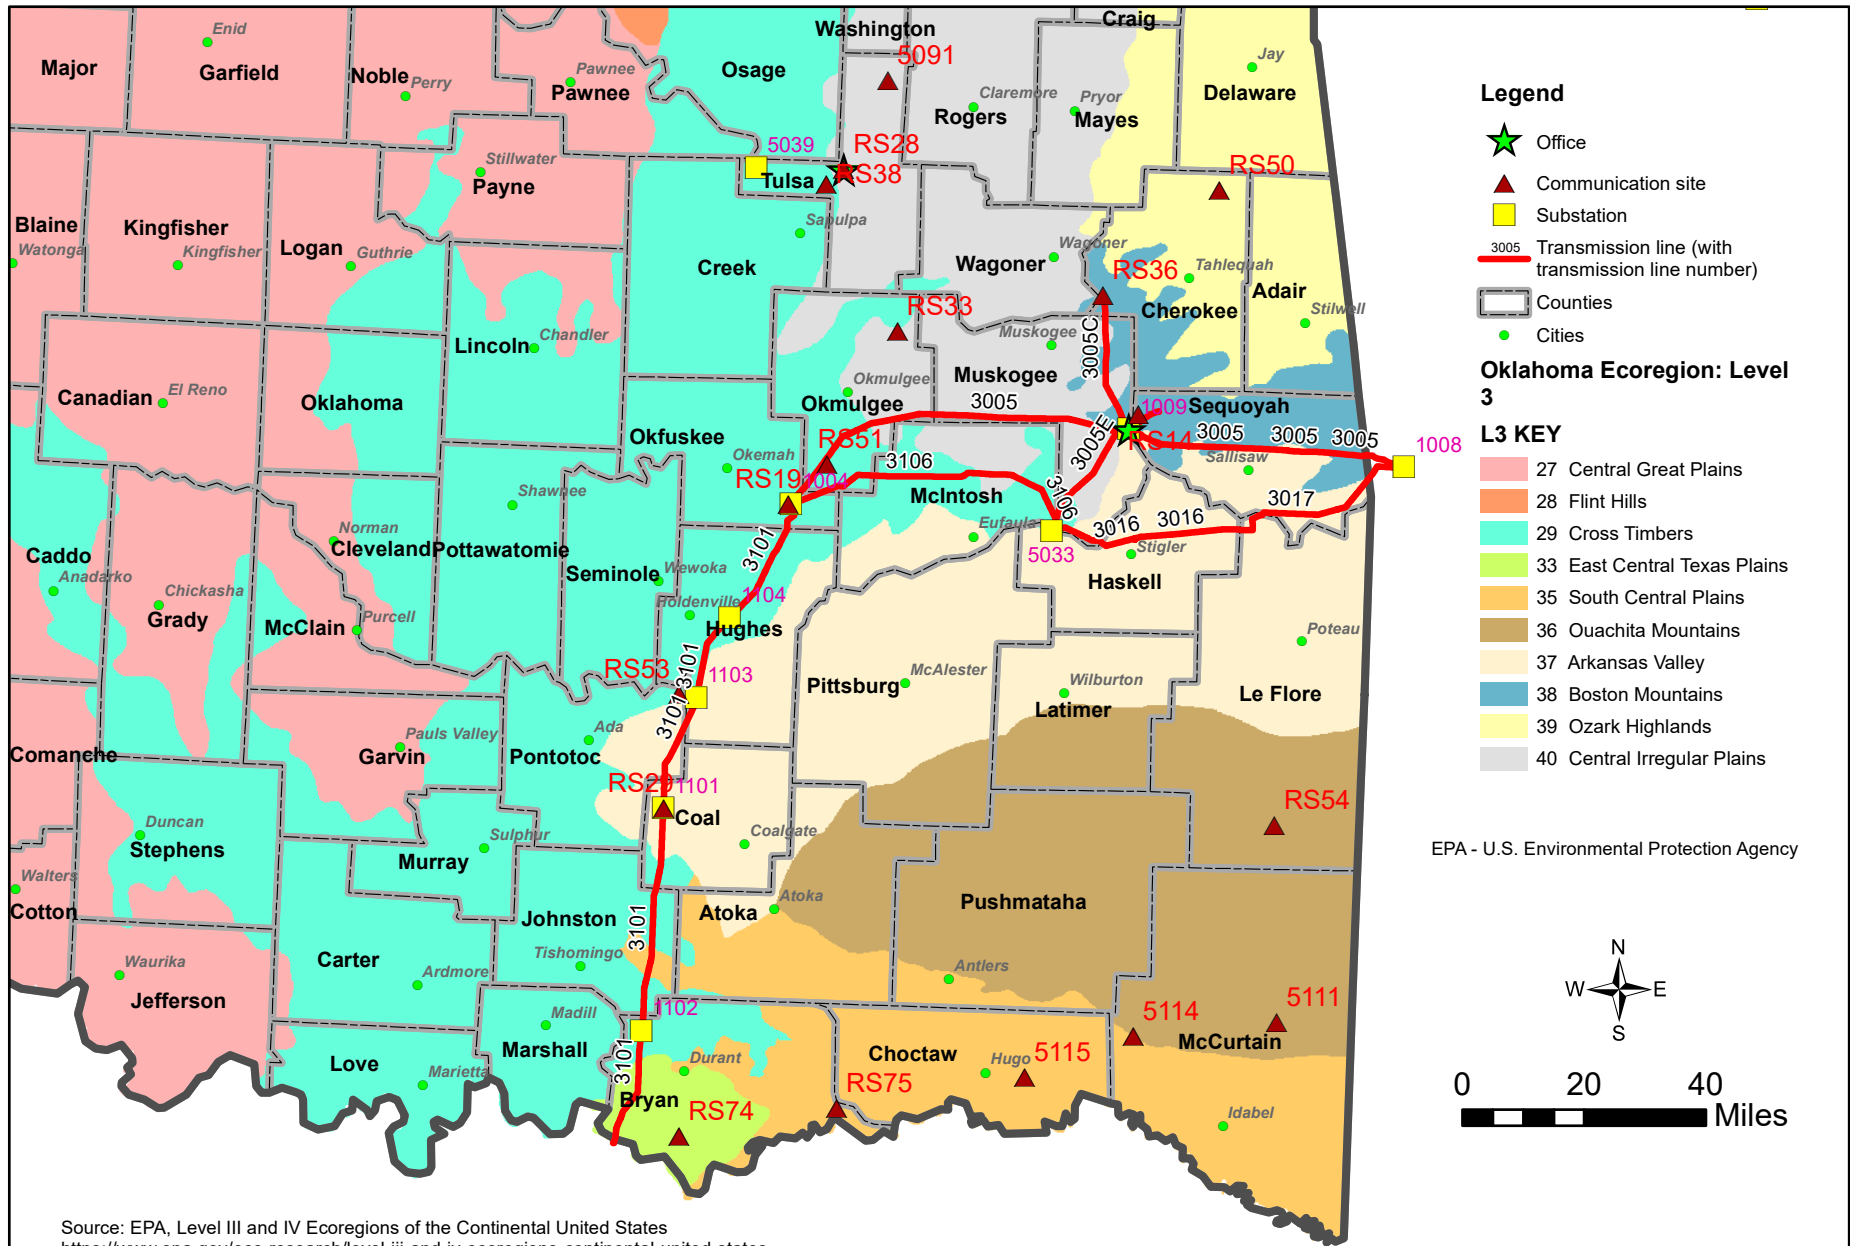 Washington
Craig
Enid
Major
Garfield
Noble
Perry
Pawnee
Pawnee
Osage
5091
Claremore
Rogers
Pryor
Mayes
Jay
Delaware
5039
RS28
Tulsa
RS38
RS50
Stillwater
Payne
Sapulpa
Blaine
Watonga
Kingfisher
Kingfisher
Logan
Guthrie
Creek
Wagoner
Wagoner
RS36
Tahlequah
Cherokee
Adair
Stilwell
RS33
Muskogee
3005C
Lincoln
Chandler
Canadian
El Reno
Oklahoma
Okmulgee
Okmulgee
Muskogee
3005
1009
Sequoyah
RS14
3005
3005
3005
1008
Sallisaw
3005E
Okfuskee
Okemah
RS51
RS19
1004
3106
McIntosh
3106
Eufaula
5033
3016
3016
3017
Stigler
Haskell
Shawnee
Norman
Cleveland
Pottawatomie
Seminole
Wewoka
3101
1104
Holdenville
Hughes
Caddo
Anadarko
Chickasha
Grady
McClain
Purcell
RS53
3101
1103
3101
Pittsburg
McAlester
Wilburton
Latimer
Poteau
Le Flore
Comanche
Pauls Valley
Garvin
Ada
Pontotoc
RS29
1101
Coal
Coalgate
RS54
Duncan
Stephens
Murray
Sulphur
Walters
Cotton
Johnston
Tishomingo
3101
Atoka
Atoka
Pushmataha
Antlers
Waurika
Jefferson
Carter
Ardmore
Madill
Marshall
1102
3101
Durant
Bryan
RS74
RS75
Choctaw
Hugo
5115
5114
5111
McCurtain
Idabel
Love
Marietta
Legend
Office
Communication site
Substation
3005
Transmission line (with
transmission line number)
Counties
Cities
Oklahoma Ecoregion: Level
3
L3 KEY
27 Central Great Plains
28 Flint Hills
29 Cross Timbers
33 East Central Texas Plains
35 South Central Plains
36 Ouachita Mountains
37 Arkansas Valley
38 Boston Mountains
39 Ozark Highlands
40 Central Irregular Plains
EPA - U.S. Environmental Protection Agency
N
W E
S
0 20 40
Miles
Source: EPA, Level III and IV Ecoregions of the Continental United States